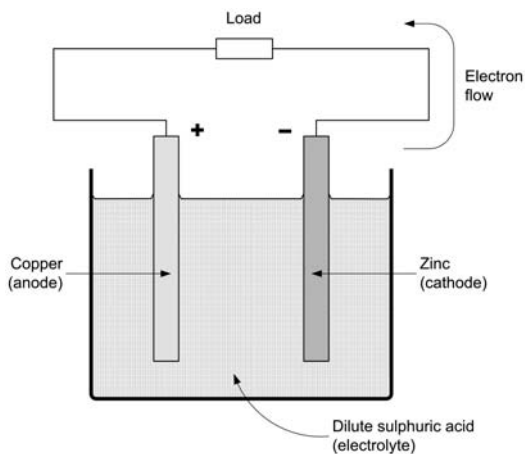 Load
Electron
flow
+
−
Copper
(anode)
Zinc
(cathode)
Dilute sulphuric acid
(electrolyte)